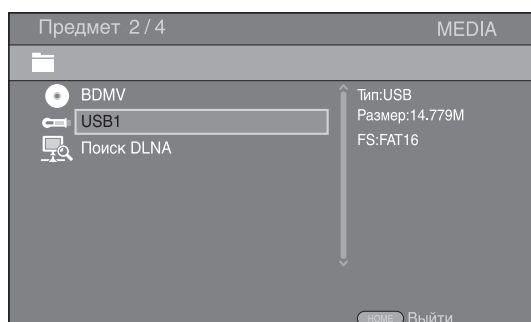 Предмет 2/4 MEDIA
BDMV
USB1
Поиск DLNA
Тип:USB
Размер:14.779M
FS:FAT16
HOME Выйти